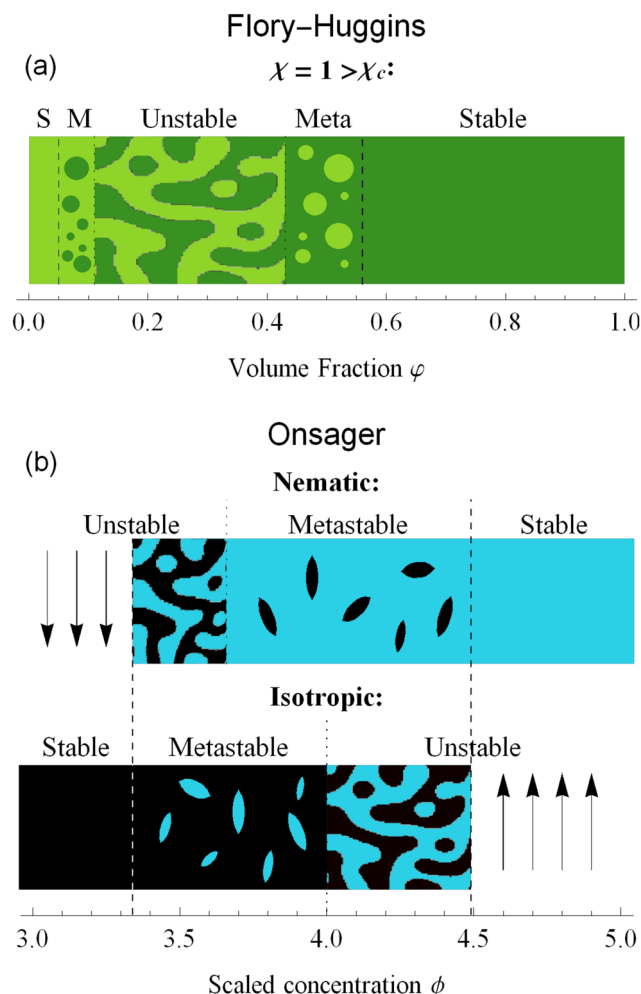 Flory–Huggins
(a)
χ = 1 >χc:
S M Unstable Meta Stable
0.0 0.2 0.4 0.6 0.8 1.0
Volume Fraction φ
Onsager
(b)
Nematic:
Unstable Metastable Stable
Isotropic:
Stable Metastable Unstable
3.0 3.5 4.0 4.5 5.0
Scaled concentration ϕ